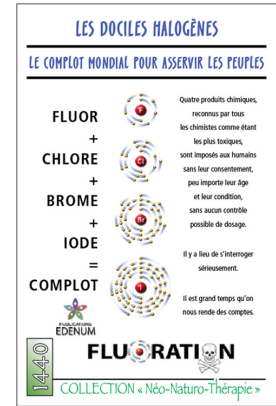 LES DOCILES HALOGÈNES
LE COMPLOT MONDIAL POUR ASSERVIR LES PEUPLES
FLUOR
+
CHLORE
+
BROME
+
IODE
=
COMPLOT
F
Cl
Br
I
Quatre produits chimiques,
reconnus par tous
les chimistes comme étant
les plus toxiques,
sont imposés aux humains
sans leur consentement,
peu importe leur âge
et leur condition,
sans aucun contrôle
possible de dosage.
Il y a lieu de s'interroger
sérieusement.
Il est grand temps qu'on
nous rende des comptes.
PUBLICATIONS
EDENUM
FLUORATION
1440
COLLECTION « Néo-Naturo-Thérapie »